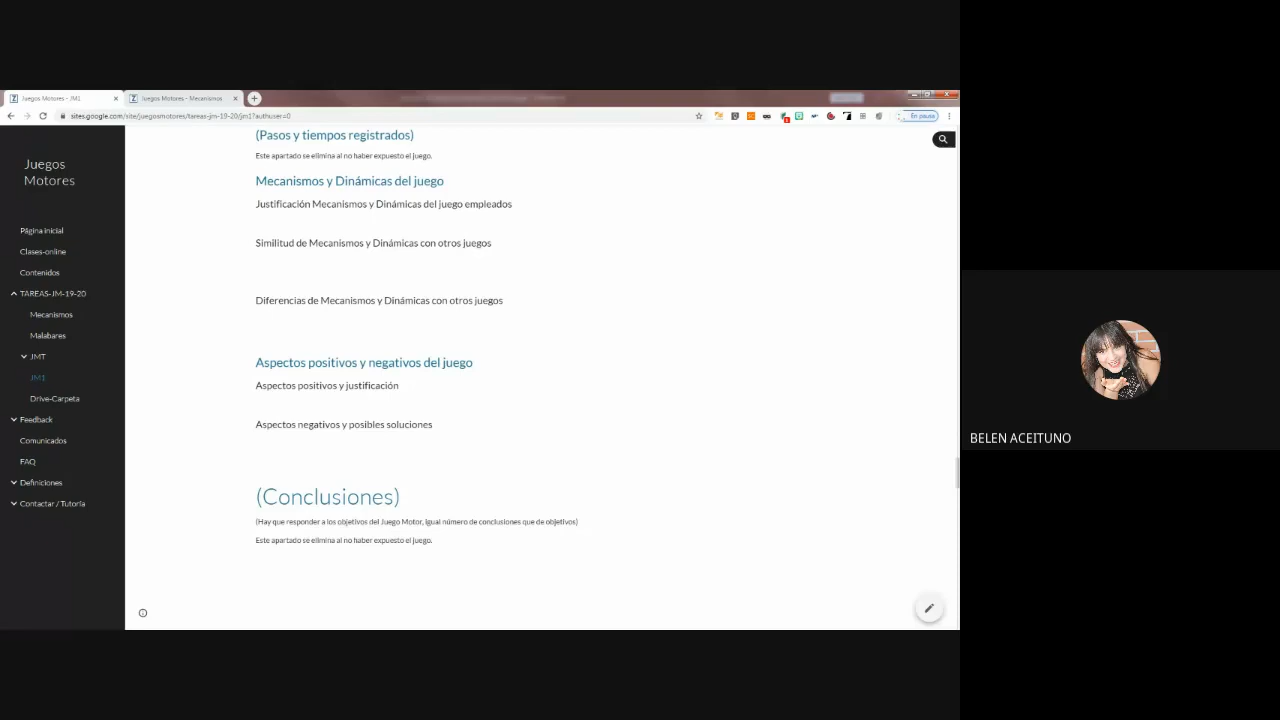 Juegos Motores - JM1
Juegos Motores - Mecanismos
sites.google.com/site/juegosmotores/tareas-jm-19-20/jm1?authuser=0
En pausa
Juegos
Motores
Página inicial
Clases-online
Contenidos
TAREAS-JM-19-20
Mecanismos
Malabares
JMT
JM1
Drive-Carpeta
Feedback
Comunicados
FAQ
Definiciones
Contactar / Tutoría
(Pasos y tiempos registrados)
Este apartado se elimina al no haber expuesto el juego.
Mecanismos y Dinámicas del juego
Justificación Mecanismos y Dinámicas del juego empleados
Similitud de Mecanismos y Dinámicas con otros juegos
Diferencias de Mecanismos y Dinámicas con otros juegos
Aspectos positivos y negativos del juego
Aspectos positivos y justificación
Aspectos negativos y posibles soluciones
(Conclusiones)
(Hay que responder a los objetivos del Juego Motor, igual número de conclusiones que de objetivos)
Este apartado se elimina al no haber expuesto el juego.
BELEN ACEITUNO